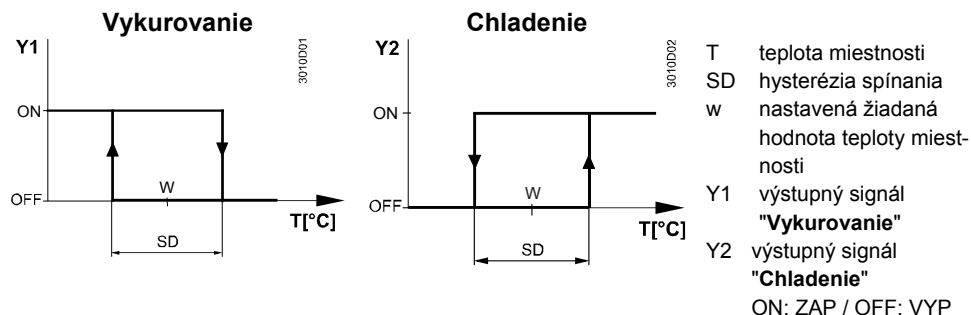 Vykurovanie
Y1
3010D01
ON
OFF
W
T[°C]
SD
Chladenie
Y2
3010D02
ON
OFF
W
T[°C]
SD
T teplota miestnosti
SD hysterézia spínania
w nastavená žiadaná
hodnota teploty miest-
nosti
Y1 výstupný signál
"Vykurovanie"
Y2 výstupný signál
"Chladenie"
ON: ZAP / OFF: VYP